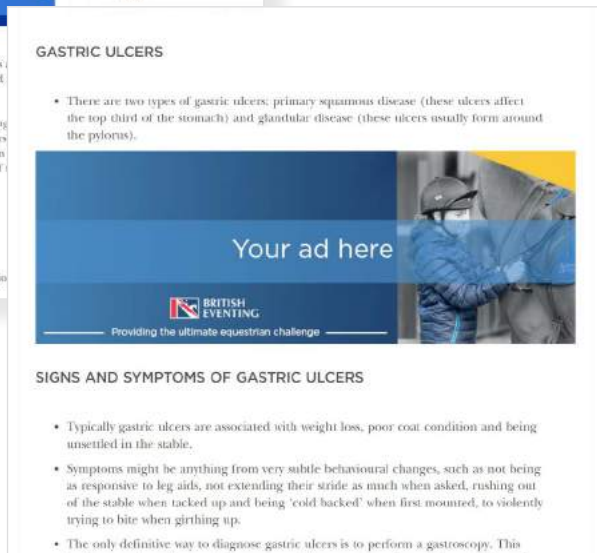 GASTRIC ULCERS
• There are two types of gastric ulcers; primary squamous disease (these ulcers affect
the top third of the stomach) and glandular disease (these ulcers usually form around
the pylorus).
Your ad here
BRITISH
EVENTING
Providing the ultimate equestrian challenge
SIGNS AND SYMPTOMS OF GASTRIC ULCERS
• Typically gastric ulcers are associated with weight loss, poor coat condition and being
unsettled in the stable.
• Symptoms might be anything from very subtle behavioural changes, such as not being
as responsive to leg aids, not extending their stride as much when asked, rushing out
of the stable when tacked up and being 'cold backed' when first mounted, to violently
trying to bite when girthing up.
• The only definitive way to diagnose gastric ulcers is to perform a gastroscopy. This